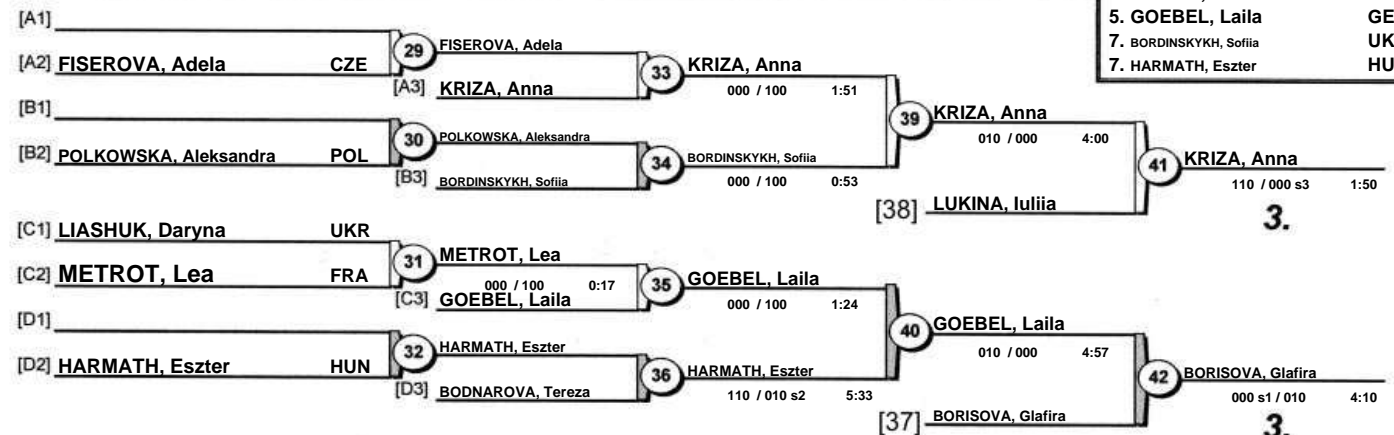 5. GOEBEL, Laila GE
7. BORDINSKYKH, Sofiia UK
7. HARMATH, Eszter HU
[A1]
[A2] FISEROVA, Adela CZE
29
FISEROVA, Adela
[A3] KRIZA, Anna
33
KRIZA, Anna
000 / 100 1:51
[B1]
[B2] POLKOWSKA, Aleksandra POL
30
POLKOWSKA, Aleksandra
[B3] BORDINSKYKH, Sofiia
34
BORDINSKYKH, Sofiia
000 / 100 0:53
39
KRIZA, Anna
010 / 000 4:00
[38] LUKINA, Iuliia
41
KRIZA, Anna
110 / 000 s3 1:50
3.
[C1] LIASHUK, Daryna UKR
[C2] METROT, Lea FRA
31
METROT, Lea
000 / 100 0:17
[C3] GOEBEL, Laila
35
GOEBEL, Laila
000 / 100 1:24
[D1]
[D2] HARMATH, Eszter HUN
32
HARMATH, Eszter
[D3] BODNAROVA, Tereza
36
HARMATH, Eszter
110 / 010 s2 5:33
40
GOEBEL, Laila
010 / 000 4:57
[37] BORISOVA, Glafira
42
BORISOVA, Glafira
000 s1 / 010 4:10
3.